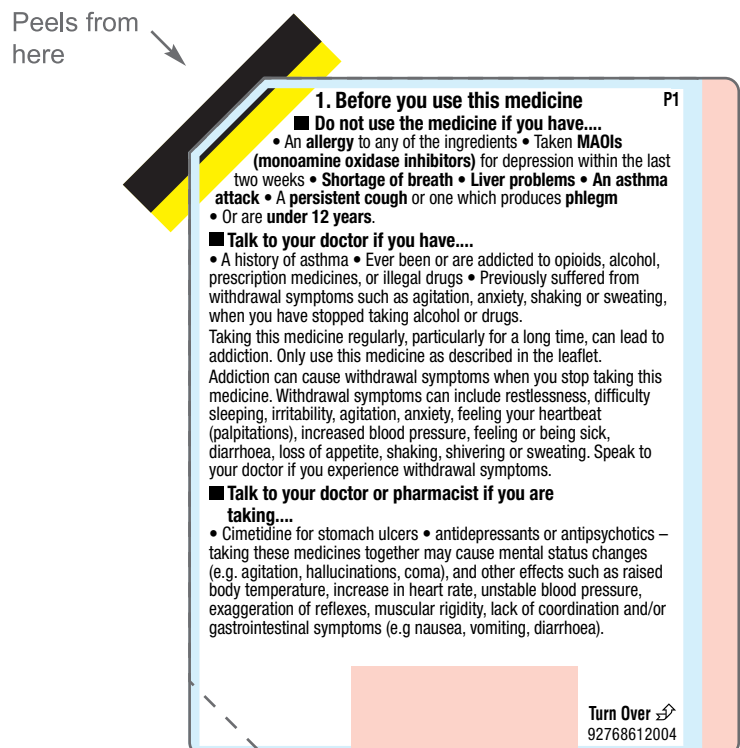 Peels from
here
1. Before you use this medicine P1
■ Do not use the medicine if you have....
• An allergy to any of the ingredients • Taken MAOIs
(monoamine oxidase inhibitors) for depression within the last
two weeks • Shortage of breath • Liver problems • An asthma
attack • A persistent cough or one which produces phlegm
• Or are under 12 years.
■ Talk to your doctor if you have....
• A history of asthma • Ever been or are addicted to opioids, alcohol,
prescription medicines, or illegal drugs • Previously suffered from
withdrawal symptoms such as agitation, anxiety, shaking or sweating,
when you have stopped taking alcohol or drugs.
Taking this medicine regularly, particularly for a long time, can lead to
addiction. Only use this medicine as described in the leaflet.
Addiction can cause withdrawal symptoms when you stop taking this
medicine. Withdrawal symptoms can include restlessness, difficulty
sleeping, irritability, agitation, anxiety, feeling your heartbeat
(palpitations), increased blood pressure, feeling or being sick,
diarrhoea, loss of appetite, shaking, shivering or sweating. Speak to
your doctor if you experience withdrawal symptoms.
■ Talk to your doctor or pharmacist if you are
taking....
• Cimetidine for stomach ulcers • antidepressants or antipsychotics –
taking these medicines together may cause mental status changes
(e.g. agitation, hallucinations, coma), and other effects such as raised
body temperature, increase in heart rate, unstable blood pressure,
exaggeration of reflexes, muscular rigidity, lack of coordination and/or
gastrointestinal symptoms (e.g nausea, vomiting, diarrhoea).
Turn Over
92768612004